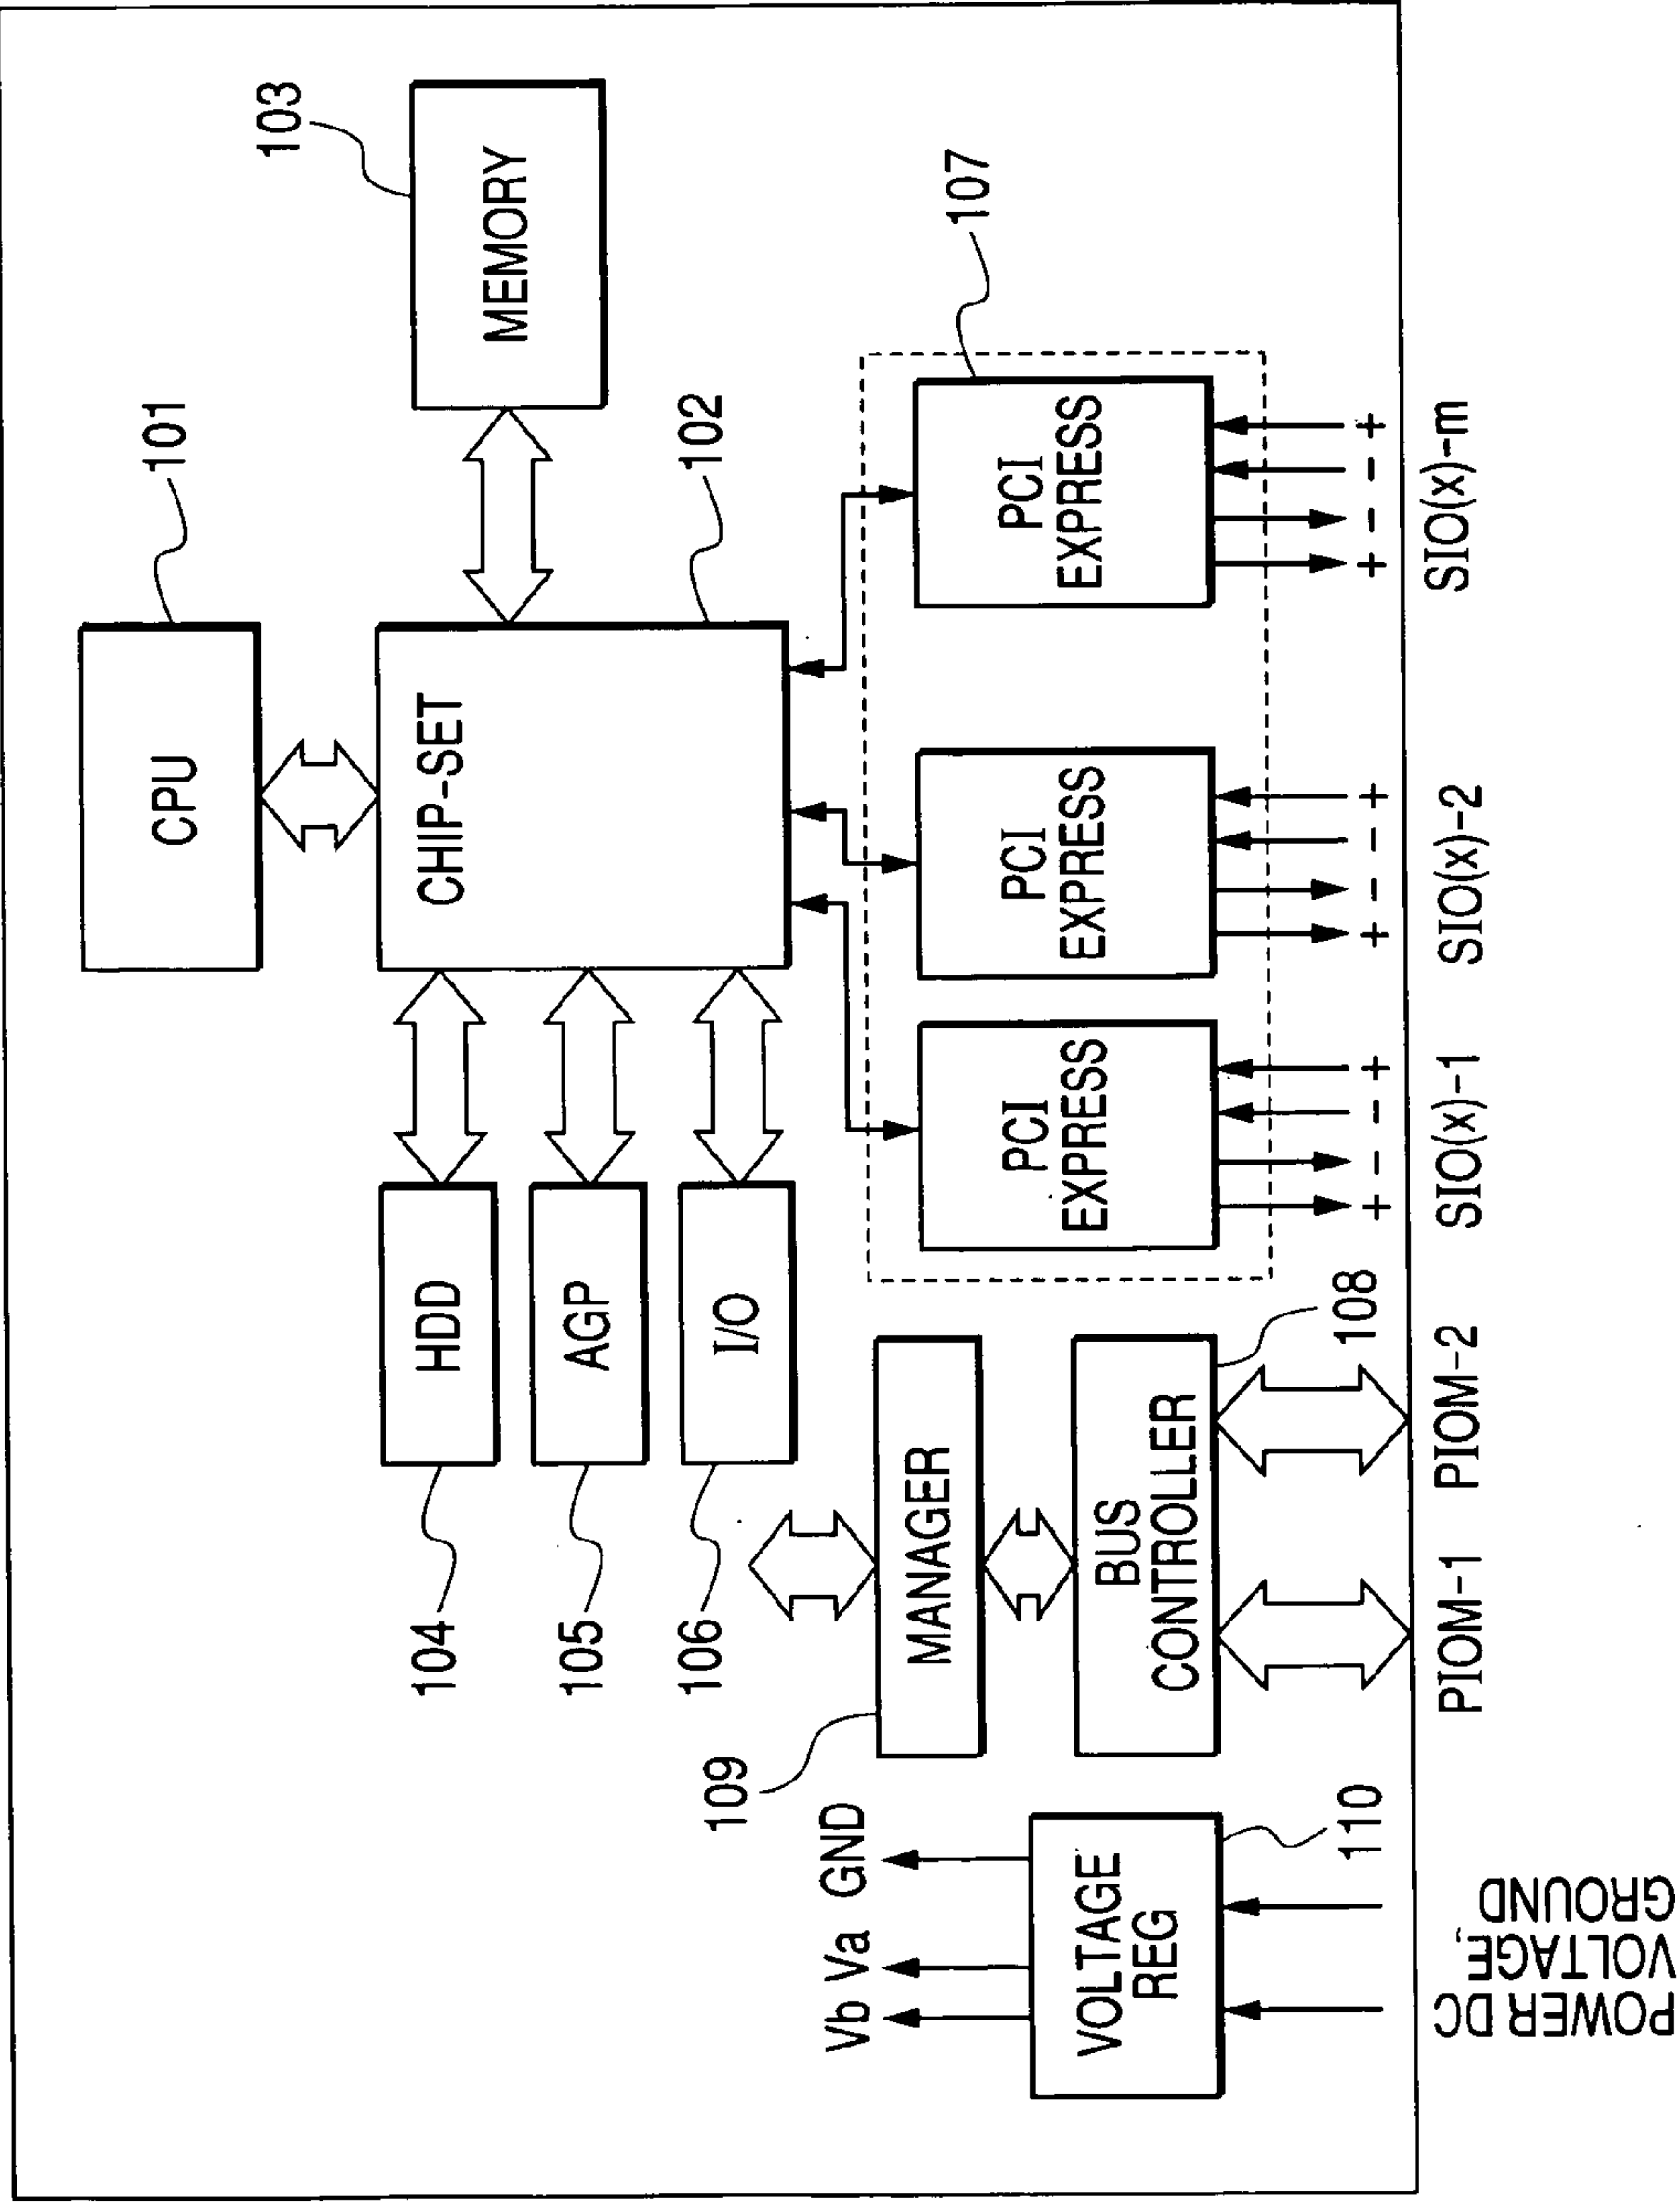 101
CPU
103
MEMORY
CHIP-SET
102
104
HDD
105
AGP
106
I/O
109
MANAGER
BUS
CONTROLLER
108
107
PCI
EXPRESS
PCI
EXPRESS
PCI
EXPRESS
Vb Va GND
VOLTAGE
REG
110
+ - - +
+ - - +
+ - - +
POWER DC
VOLTAGE,
GROUND
PIOM-1
PIOM-2
SIO(x)-1
SIO(x)-2
SIO(x)-m